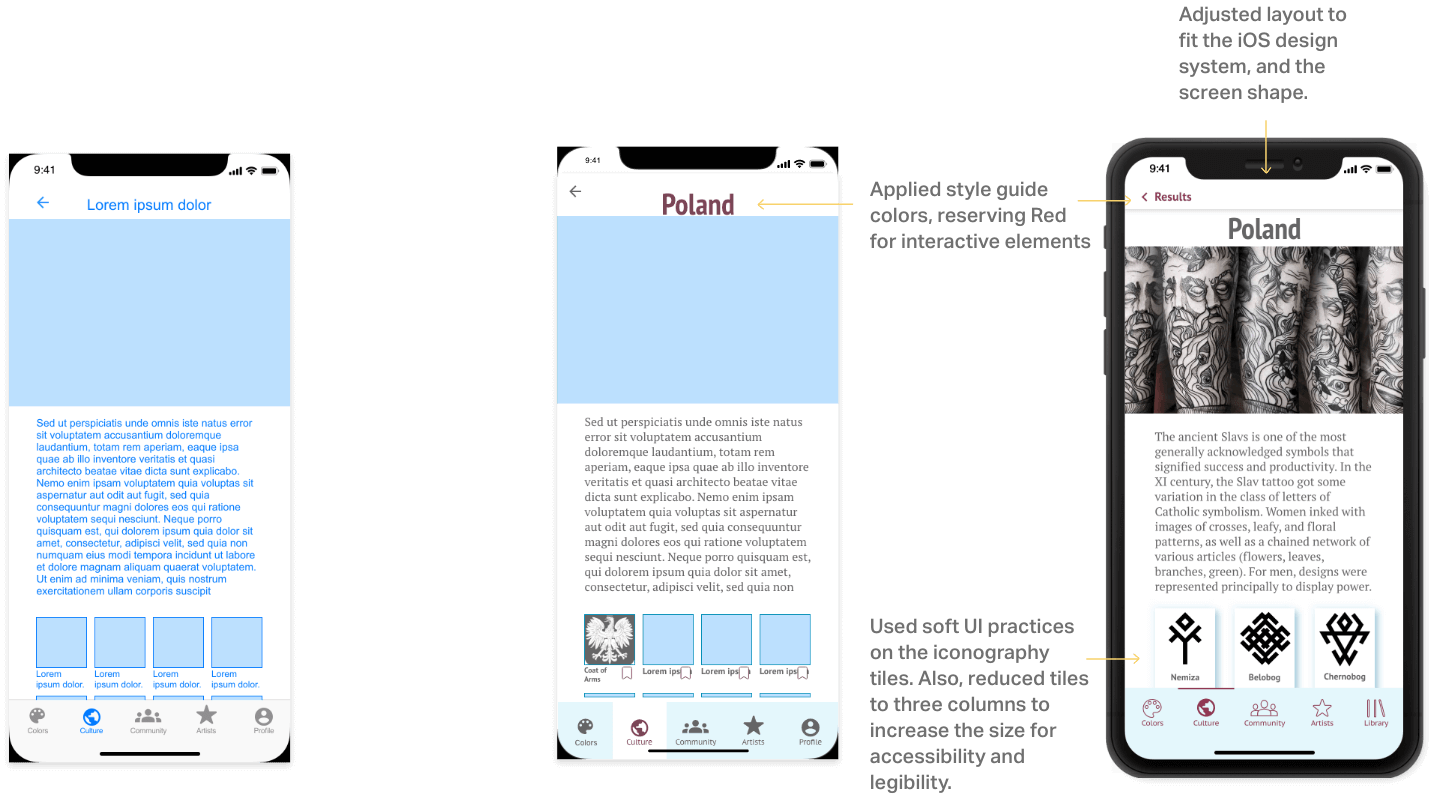 Adjusted layout to
fit the iOS design
system, and the
screen shape.
9:41
Lorem ipsum dolor
Sed ut perspiciatis unde omnis iste natus error
sit voluptatem accusantium doloremque
laudantium, totam rem aperiam, eaque ipsa
quae ab illo inventore veritatis et quasi
architecto beatae vitae dicta sunt explicabo.
Nemo enim ipsam voluptatem quia voluptas sit
aspernatur aut odit aut fugit, sed quia
consequuntur magni dolores eos qui ratione
voluptatem sequi nesciunt. Neque porro
quisquam est, qui dolorem ipsum quia dolor sit
amet, consectetur, adipisci velit, sed quia non
numquam eius modi tempora incidunt ut labore
et dolore magnam aliquam quaerat voluptatem.
Ut enim ad minima veniam, quis nostrum
exercitationem ullam corporis suscipit
Lorem
ipsum dolor.
Lorem
ipsum dolor.
Lorem
ipsum dolor.
Lorem
ipsum dolor.
Colors
Culture
Community
Artists
Profile
9:41
Poland
Sed ut perspiciatis unde omnis iste natus
error sit voluptatem accusantium
doloremque laudantium, totam rem
aperiam, eaque ipsa quae ab illo inventore
veritatis et quasi architecto beatae vitae
dicta sunt explicabo. Nemo enim ipsam
voluptatem quia voluptas sit aspernatur
aut odit aut fugit, sed quia consequuntur
magni dolores eos qui ratione voluptatem
sequi nesciunt. Neque porro quisquam est,
qui dolorem ipsum quia dolor sit amet,
consectetur, adipisci velit, sed quia non
Coat of
Arms
Lorem ips
Lorem ips
Lorem ips
Colors
Culture
Community
Artists
Profile
Applied style guide
colors, reserving Red
for interactive elements
Used soft UI practices
on the iconography
tiles. Also, reduced tiles
to three columns to
increase the size for
accessibility and
legibility.
9:41
Results
Poland
The ancient Slavs is one of the most
generally acknowledged symbols that
signified success and productivity. In the
XI century, the Slav tattoo got some
variation in the class of letters of
Catholic symbolism. Women inked with
images of crosses, leafy, and floral
patterns, as well as a chained network of
various articles (flowers, leaves,
branches, green). For men, designs were
represented principally to display power.
Nemiza
Belobog
Chernobog
Colors
Culture
Community
Artists
Library